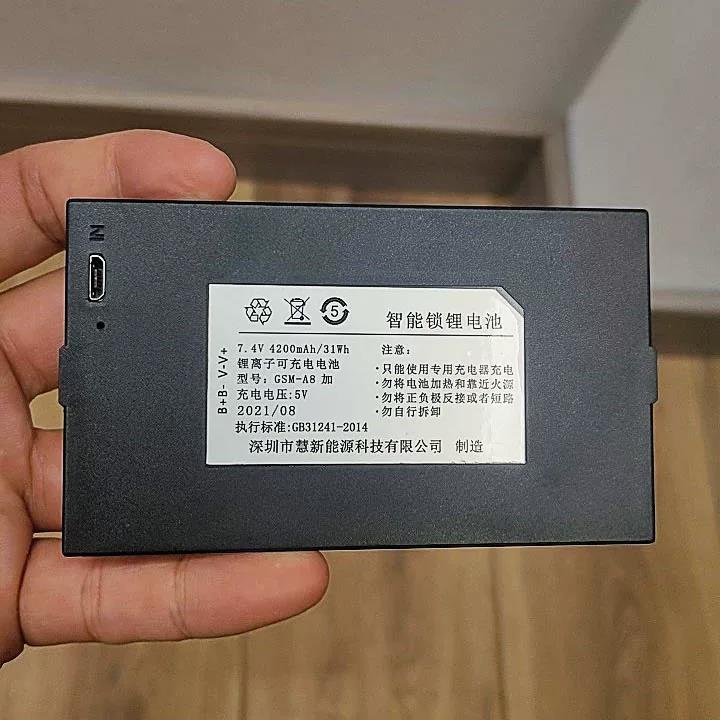 IN
5
智能锁锂电池
B+B- V-V+
7.4V 4200mAh/31Wh
锂离子可充电电池
型号: GSM-A8 加
充电电压:5V
2021/08
执行标准:GB31241-2014
注意:
·只能使用专用充电器充电
·勿将电池加热和靠近火源
·勿将正负极反接或者短路
·勿自行拆卸
深圳市慧新能源科技有限公司 制造